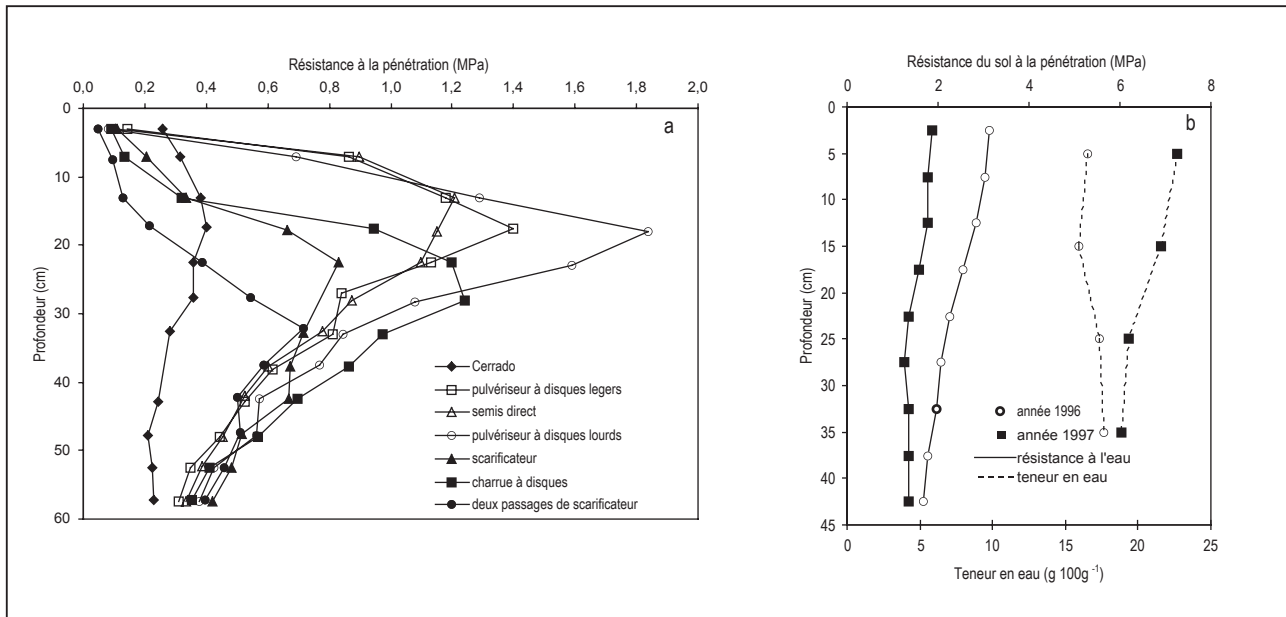 Résistance à la pénétration (MPa)
0,0 0,2 0,4 0,6 0,8 1,0 1,2 1,4 1,6 1,8 2,0
a
Profondeur (cm)
0
10
20
30
40
50
60
Cerrado
pulvériseur à disques legers
semis direct
pulvériseur à disques lourds
scarificateur
charrue à disques
deux passages de scarificateur
Résistance du sol à la pénétration (MPa)
0 2 4 6 8
b
Profondeur (cm)
0
5
10
15
20
25
30
35
40
45
année 1996
année 1997
résistance à l'eau
teneur en eau
0 5 10 15 20 25
Teneur en eau (g 100g⁻¹)